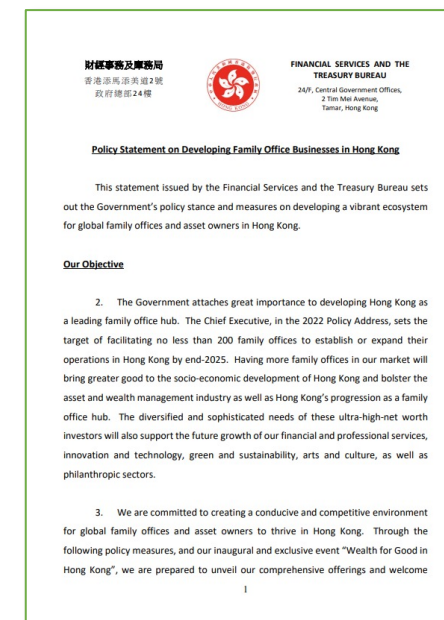 財經事務及庫務局
香港添馬添美道2號
政府總部24樓
FINANCIAL SERVICES AND THE
TREASURY BUREAU
24/F, Central Government Offices,
2 Tim Mei Avenue,
Tamar, Hong Kong
Policy Statement on Developing Family Office Businesses in Hong Kong
This statement issued by the Financial Services and the Treasury Bureau sets
out the Government's policy stance and measures on developing a vibrant ecosystem
for global family offices and asset owners in Hong Kong.
Our Objective
2. The Government attaches great importance to developing Hong Kong as
a leading family office hub. The Chief Executive, in the 2022 Policy Address, sets the
target of facilitating no less than 200 family offices to establish or expand their
operations in Hong Kong by end-2025. Having more family offices in our market will
bring greater good to the socio-economic development of Hong Kong and bolster the
asset and wealth management industry as well as Hong Kong's progression as a family
office hub. The diversified and sophisticated needs of these ultra-high-net worth
investors will also support the future growth of our financial and professional services,
innovation and technology, green and sustainability, arts and culture, as well as
philanthropic sectors.
3. We are committed to creating a conducive and competitive environment
for global family offices and asset owners to thrive in Hong Kong. Through the
following policy measures, and our inaugural and exclusive event "Wealth for Good in
Hong Kong", we are prepared to unveil our comprehensive offerings and welcome
1